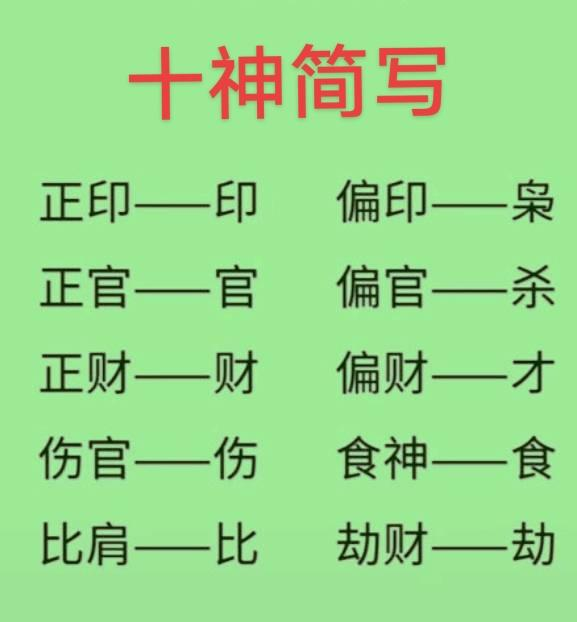 十神简写
正印——印 偏印——枭
正官——官 偏官——杀
正财——财 偏财——才
伤官——伤 食神——食
比肩——比 劫财——劫